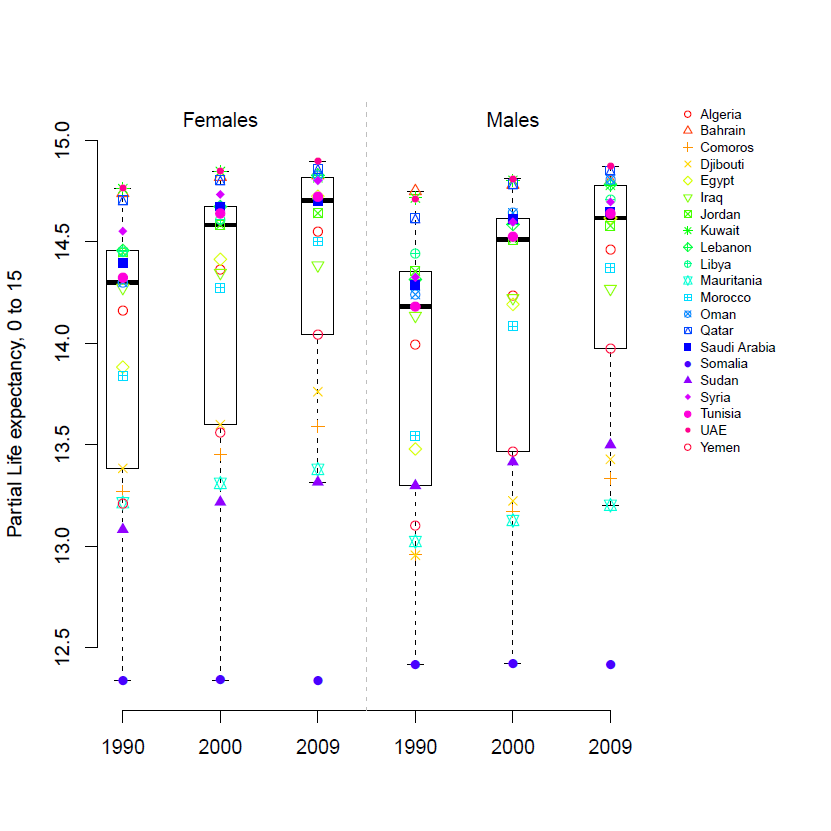 Females
Males
Partial Life expectancy, 0 to 15
15.0
14.5
14.0
13.5
13.0
12.5
1990
2000
2009
1990
2000
2009
Algeria
Bahrain
Comoros
Djibouti
Egypt
Iraq
Jordan
Kuwait
Lebanon
Libya
Mauritania
Morocco
Oman
Qatar
Saudi Arabia
Somalia
Sudan
Syria
Tunisia
UAE
Yemen